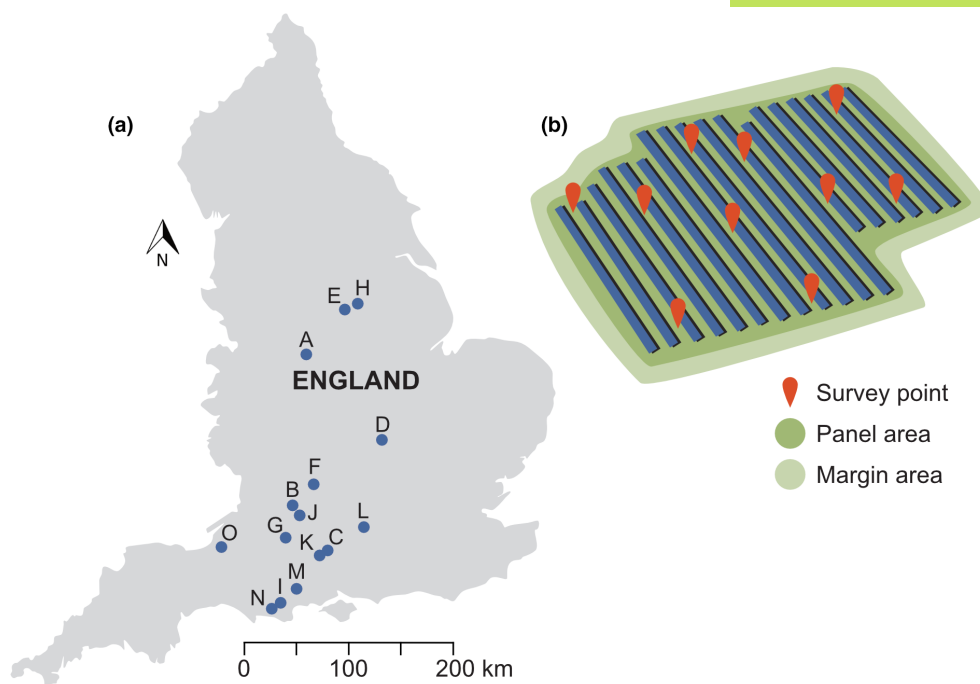 (a)
(b)
N
E
H
A
ENGLAND
D
F
B
J
L
G
O
K
C
M
I
N
0 100 200 km
Survey point
Panel area
Margin area